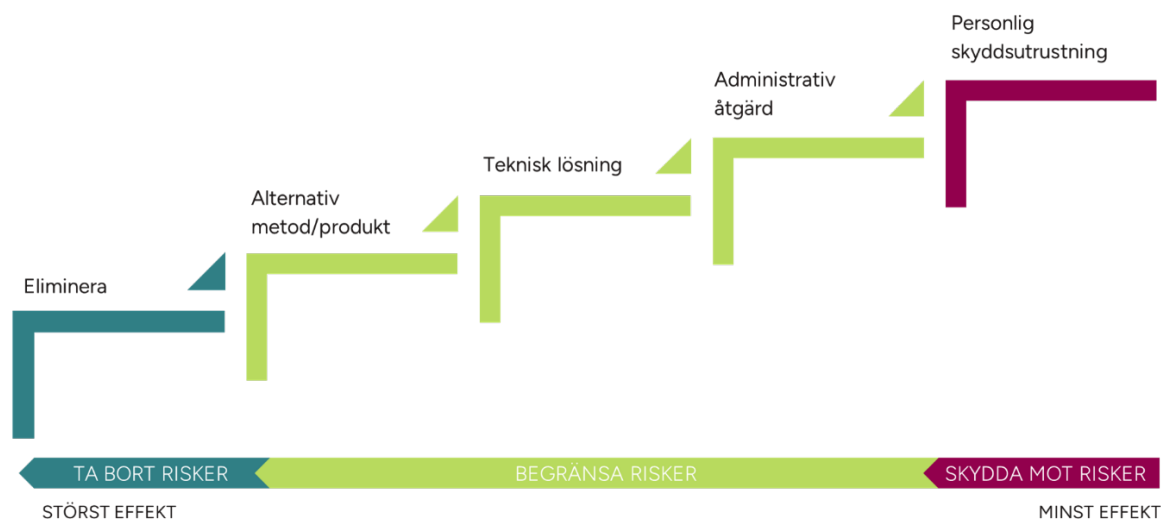 Personlig
skyddsutrustning
Administrativ
åtgärd
Teknisk lösning
Alternativ
metod/produkt
Eliminera
TA BORT RISKER
BEGRÄNSA RISKER
SKYDDA MOT RISKER
STÖRST EFFEKT
MINST EFFEKT